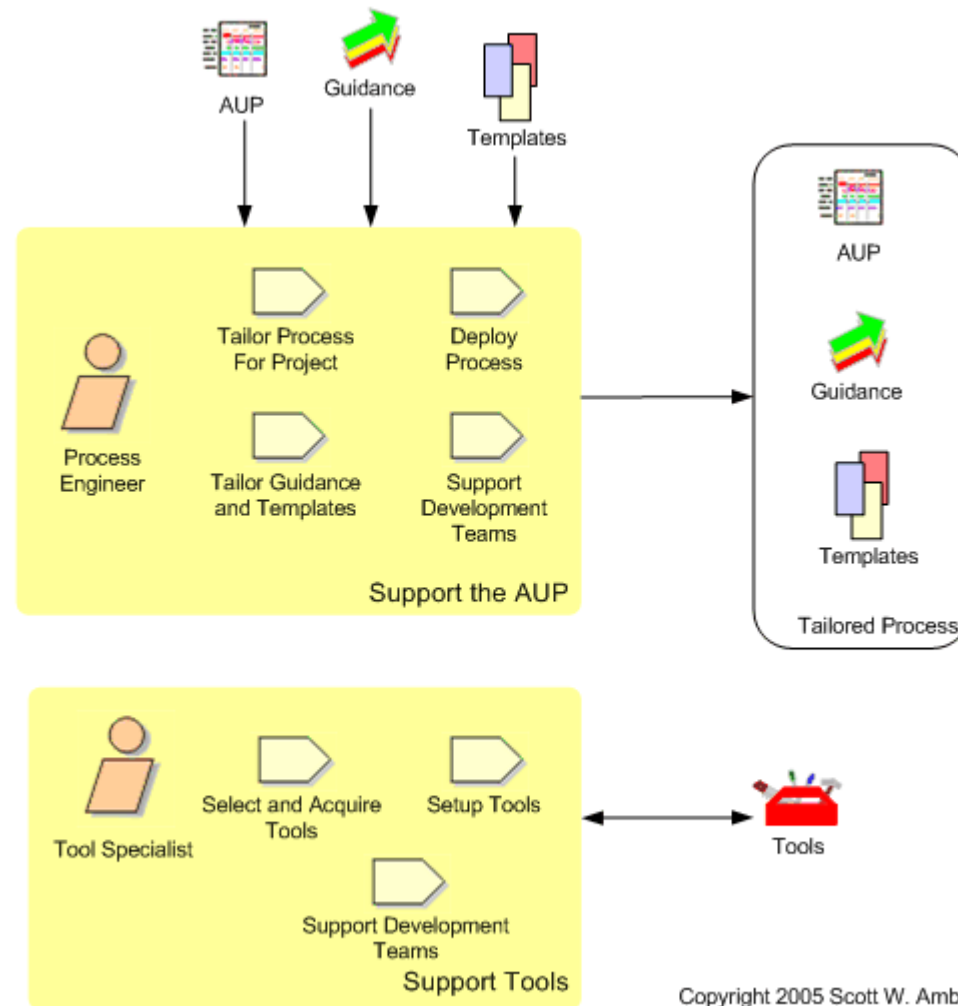 AUP
Guidance
Templates
Tailor Process
For Project
Deploy
Process
Process
Engineer
Tailor Guidance
and Templates
Support
Development
Teams
Support the AUP
AUP
Guidance
Templates
Tailored Process
Tool Specialist
Select and Acquire
Tools
Setup Tools
Support Development
Teams
Support Tools
Tools
Copyright 2005 Scott W. Amb